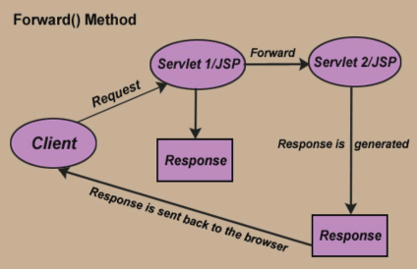 Forward() Method
Servlet 1/JSP
Forward
Servlet 2/JSP
Request
Client
Response
Response is generated
Response is sent back to the browser
Response